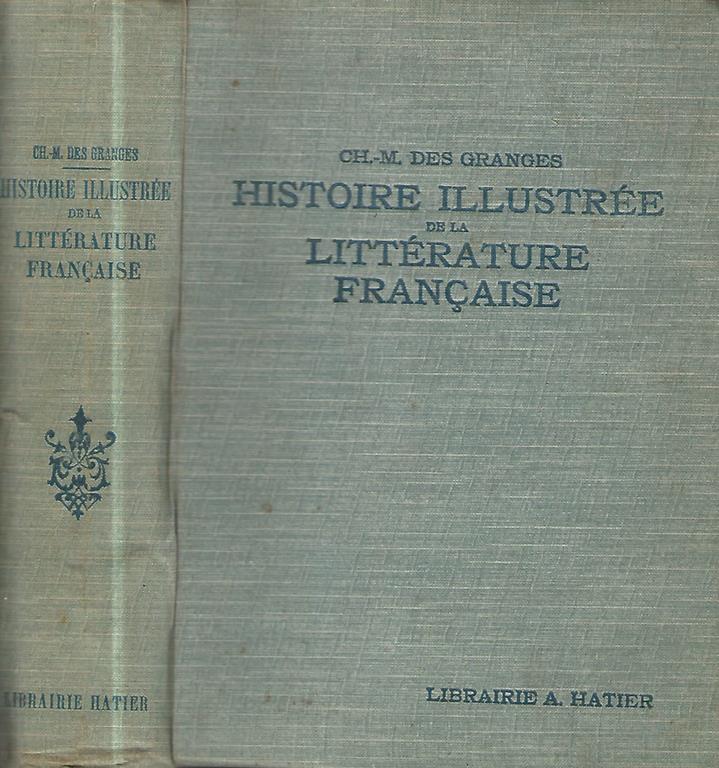 CH.-M. DES GRANGES
HISTOIRE ILLUSTRÉE
DE LA
LITTÉRATURE
FRANÇAISE
LIBRAIRIE HATIER
CH.-M. DES GRANGES
HISTOIRE ILLUSTRÉE
DE LA
LITTÉRATURE
FRANÇAISE
LIBRAIRIE A. HATIER